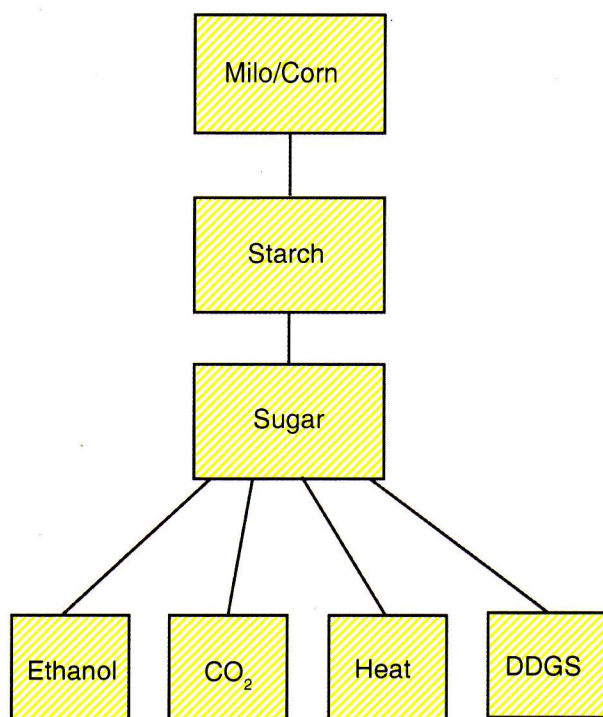 Milo/Corn
Starch
Sugar
Ethanol
CO₂
Heat
DDGS